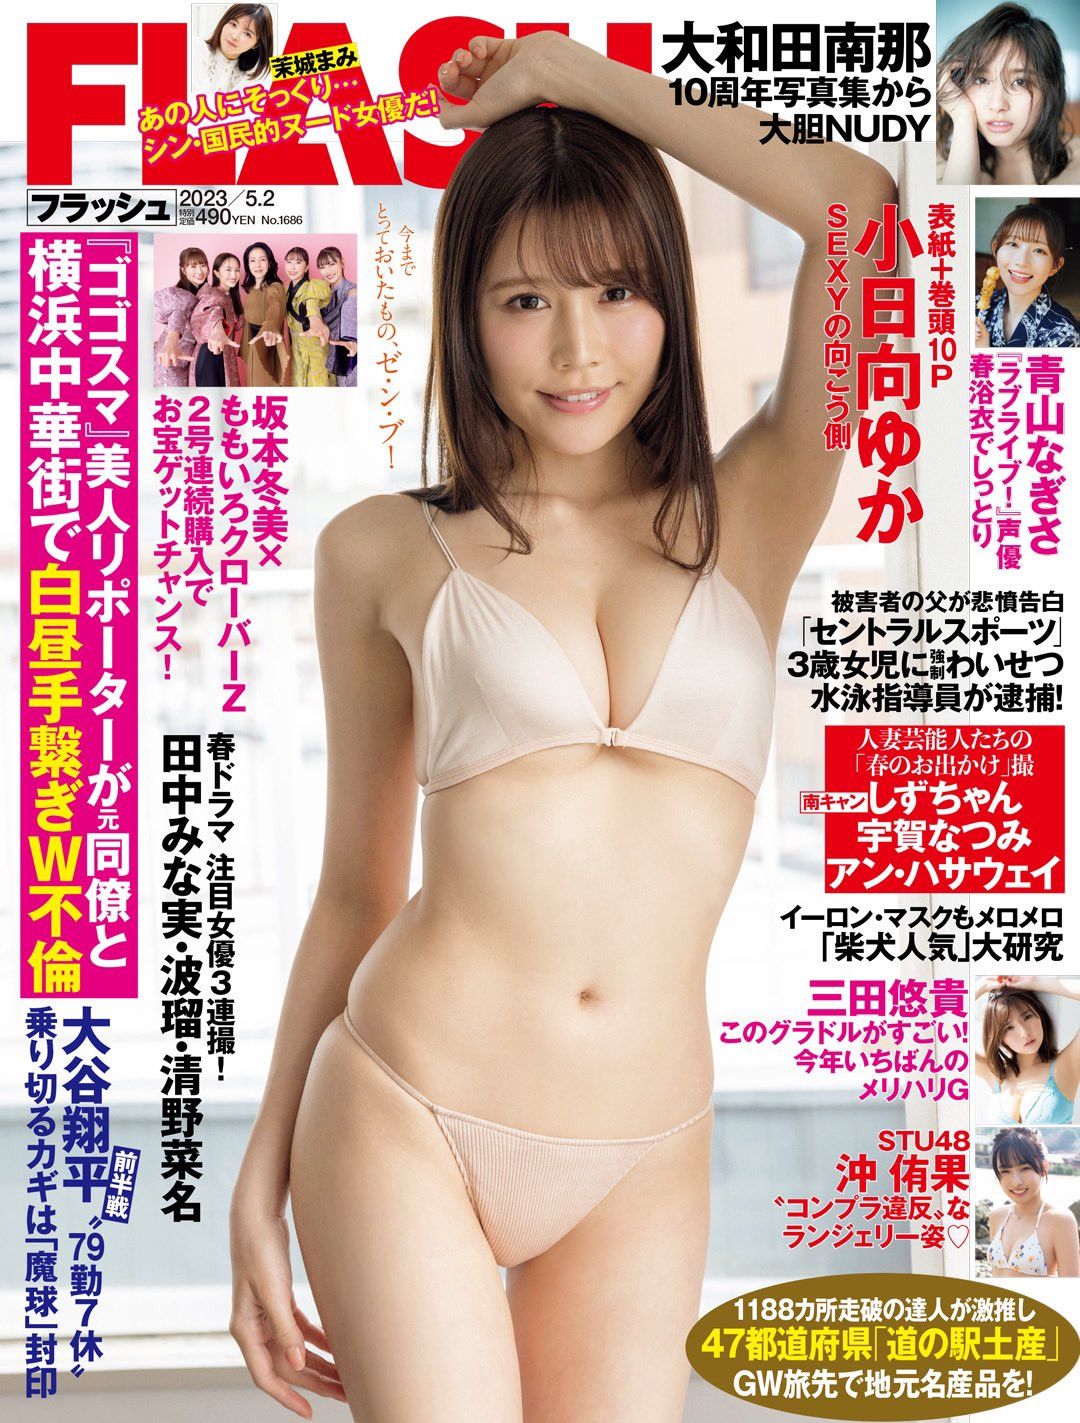 FLASH
茉城まみ
あの人にそっくり…
シン・国民的ヌード女優だ!
大和田南那
10周年写真集から
大胆NUDY
フラッシュ
2023/5.2
特別定価490YEN No.1686
『ゴゴスマ』美人リポーターが元同僚と
横浜中華街で白昼手繋ぎW不倫
坂本冬美×
ももいろクローバーZ
2号連続購入で
お宝ゲットチャンス!
今まで
とっておいたもの、ゼ・ン・ブ!
表紙+巻頭10P
小日向ゆか
SEXYの向こう側
青山なぎさ
『ラブライブ!』声優
春浴衣でしっとり
被害者の父が悲憤告白
「セントラルスポーツ」
3歳女児に強制わいせつ
水泳指導員が逮捕!
人妻芸能人たちの
「春のお出かけ」撮
南キャンしずちゃん
宇賀なつみ
アン・ハサウェイ
イーロン・マスクもメロメロ
「柴犬人気」大研究
春ドラマ 注目女優3連撮!
田中みな実・波瑠・清野菜名
三田悠貴
このグラドルがすごい!
今年いちばんの
メリハリG
STU48
沖 侑果
〝コンプラ違反〟な
ランジェリー姿♡
大谷翔平 前半戦〝79勤7休〟
乗り切るカギは「魔球」封印
1188カ所走破の達人が激推し
47都道府県「道の駅土産」
GW旅先で地元名産品を!